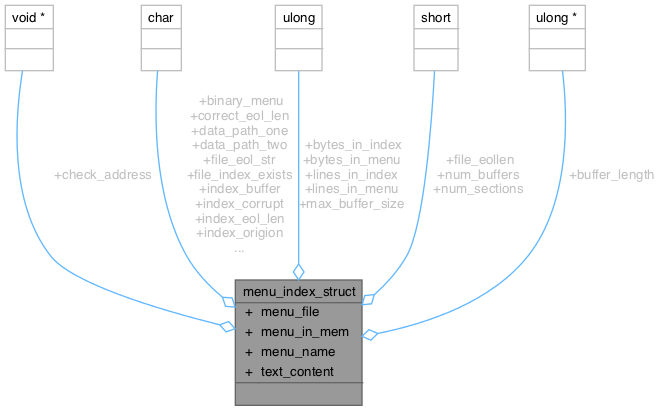 void *
char
ulong
short
ulong *
+binary_menu
+correct_eol_len
+data_path_one
+data_path_two
+file_eol_str
+file_index_exists
+index_buffer
+index_corrupt
+index_eol_len
+index_origion
...
+bytes_in_index
+bytes_in_menu
+lines_in_index
+lines_in_menu
+max_buffer_size
+file_eollen
+num_buffers
+num_sections
+check_address
+buffer_length
menu_index_struct
+ menu_file
+ menu_in_mem
+ menu_name
+ text_content